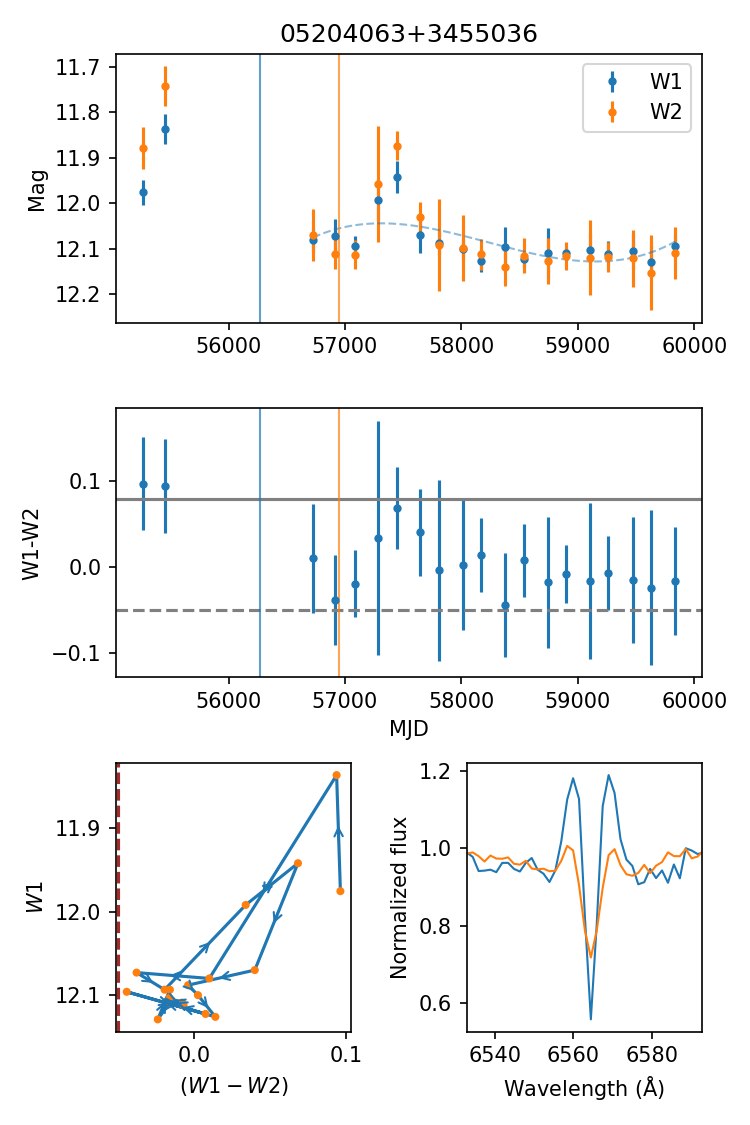 05204063+3455036
11.7
11.8
11.9
12.0
12.1
12.2
Mag
W1
W2
56000 57000 58000 59000 60000
0.1
0.0
−0.1
W1-W2
56000 57000 58000 59000 60000
MJD
11.9
12.0
12.1
W1
0.0 0.1
(W1 − W2)
1.2
1.0
0.8
0.6
Normalized flux
6540 6560 6580
Wavelength (Å)